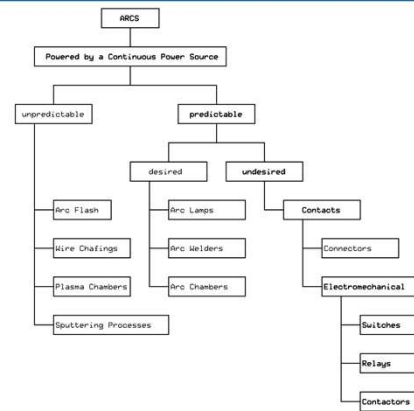 ARCS
Powered by a Continuous Power Source
unpredictable
predictable
desired
undesired
Arc Flash
Arc Lamps
Contacts
Wire Chafings
Arc Welders
Connectors
Plasma Chambers
Arc Chambers
Electromechanical
Sputtering Processes
Switches
Relays
Contactors